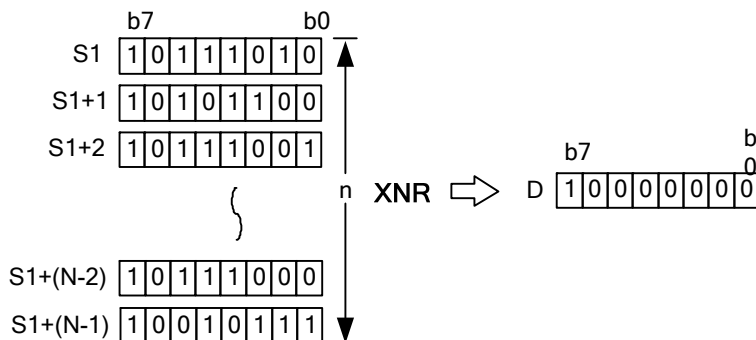 b7 b0
S1 1 0 1 1 1 0 1 0
S1+1 1 0 1 0 1 1 0 0
S1+2 1 0 1 1 1 0 0 1
n XNR
b7 b0
D 1 0 0 0 0 0 0 0
S1+(N-2) 1 0 1 1 1 0 0 0
S1+(N-1) 1 0 0 1 0 1 1 1